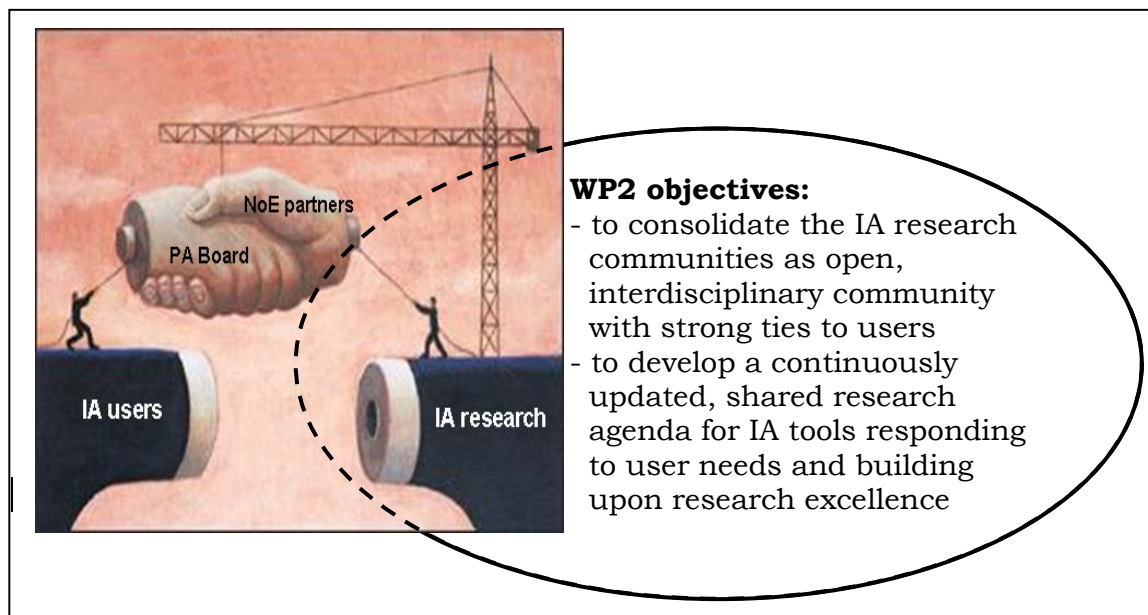 NoE partners
PA Board
IA users
IA research
WP2 objectives:
- to consolidate the IA research
communities as open,
interdisciplinary community
with strong ties to users
- to develop a continuously
updated, shared research
agenda for IA tools responding
to user needs and building
upon research excellence